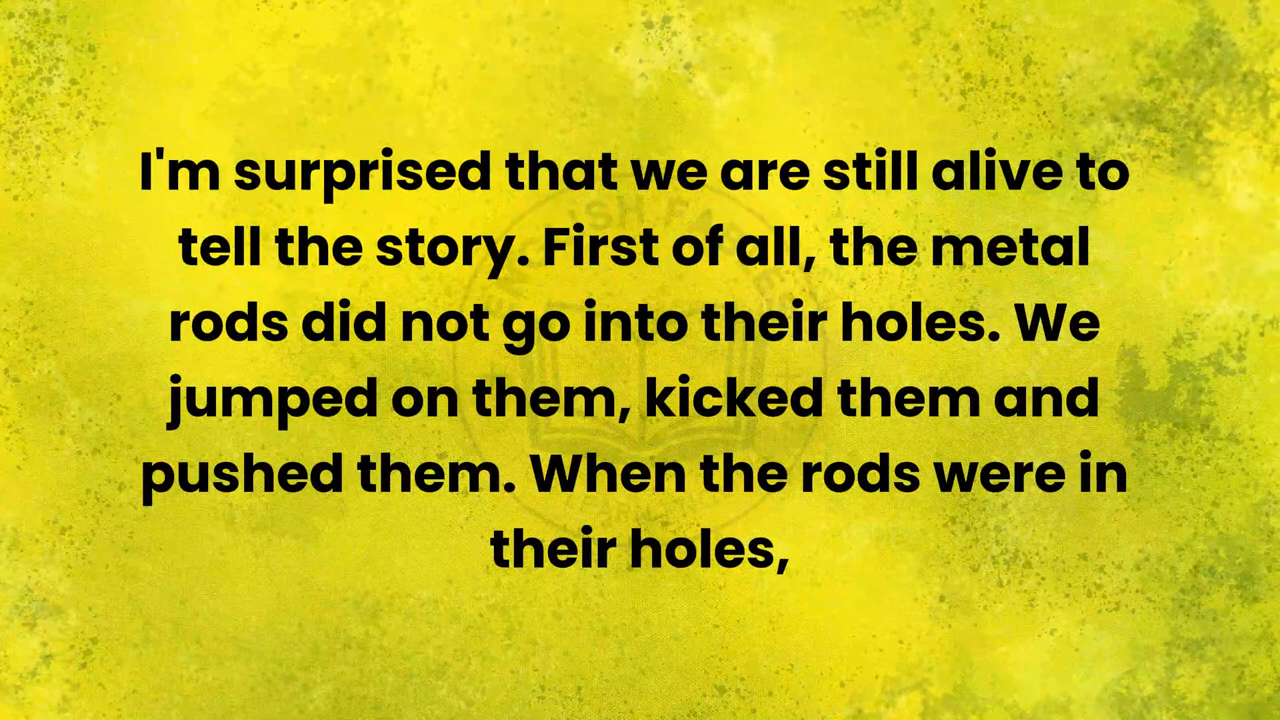 I'm surprised that we are still alive to
tell the story. First of all, the metal
rods did not go into their holes. We
jumped on them, kicked them and
pushed them. When the rods were in
their holes,